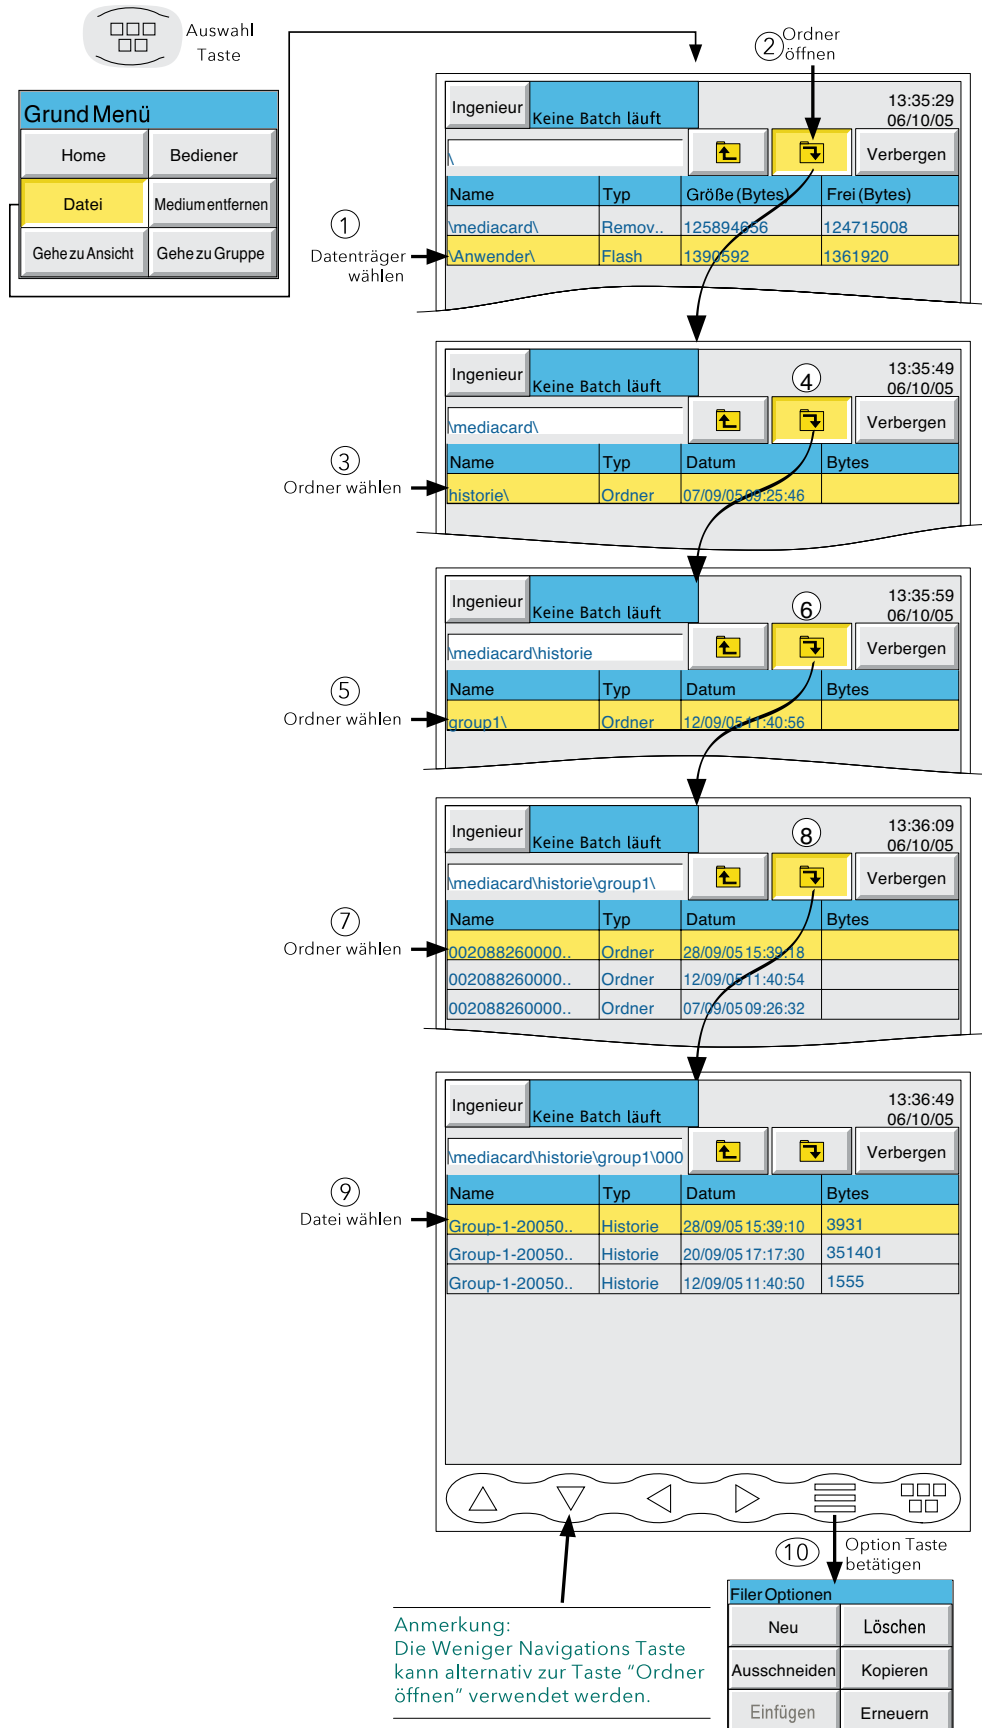 Auswahl
Taste
Grund Menü
Home
Bediener
Datei
Medium entfernen
Gehe zu Ansicht
Gehe zu Gruppe
2
Ordner
öffnen
Ingenieur
Keine Batch läuft
13:35:29
06/10/05
\
Verbergen
Name Typ Größe (Bytes) Frei (Bytes)
\mediacard\ Remov.. 125894656 124715008
\Anwender\ Flash 1390592 1361920
1
Datenträger
wählen
Ingenieur
Keine Batch läuft
4
13:35:49
06/10/05
\mediacard\
Verbergen
Name Typ Datum Bytes
historie\ Ordner 07/09/05 09:25:46
3
Ordner wählen
Ingenieur
Keine Batch läuft
6
13:35:59
06/10/05
\mediacard\historie
Verbergen
Name Typ Datum Bytes
group1\ Ordner 12/09/05 11:40:56
5
Ordner wählen
Ingenieur
Keine Batch läuft
8
13:36:09
06/10/05
\mediacard\historie\group1\
Verbergen
Name Typ Datum Bytes
002088260000.. Ordner 28/09/05 15:39:18
002088260000.. Ordner 12/09/05 11:40:54
002088260000.. Ordner 07/09/05 09:26:32
7
Ordner wählen
Ingenieur
Keine Batch läuft
13:36:49
06/10/05
\mediacard\historie\group1\000
Verbergen
Name Typ Datum Bytes
Group-1-20050.. Historie 28/09/05 15:39:10 3931
Group-1-20050.. Historie 20/09/05 17:17:30 351401
Group-1-20050.. Historie 12/09/05 11:40:50 1555
9
Datei wählen
10
Option Taste
betätigen
Filer Optionen
Neu
Löschen
Ausschneiden
Kopieren
Einfügen
Erneuern
Anmerkung:
Die Weniger Navigations Taste
kann alternativ zur Taste "Ordner
öffnen" verwendet werden.